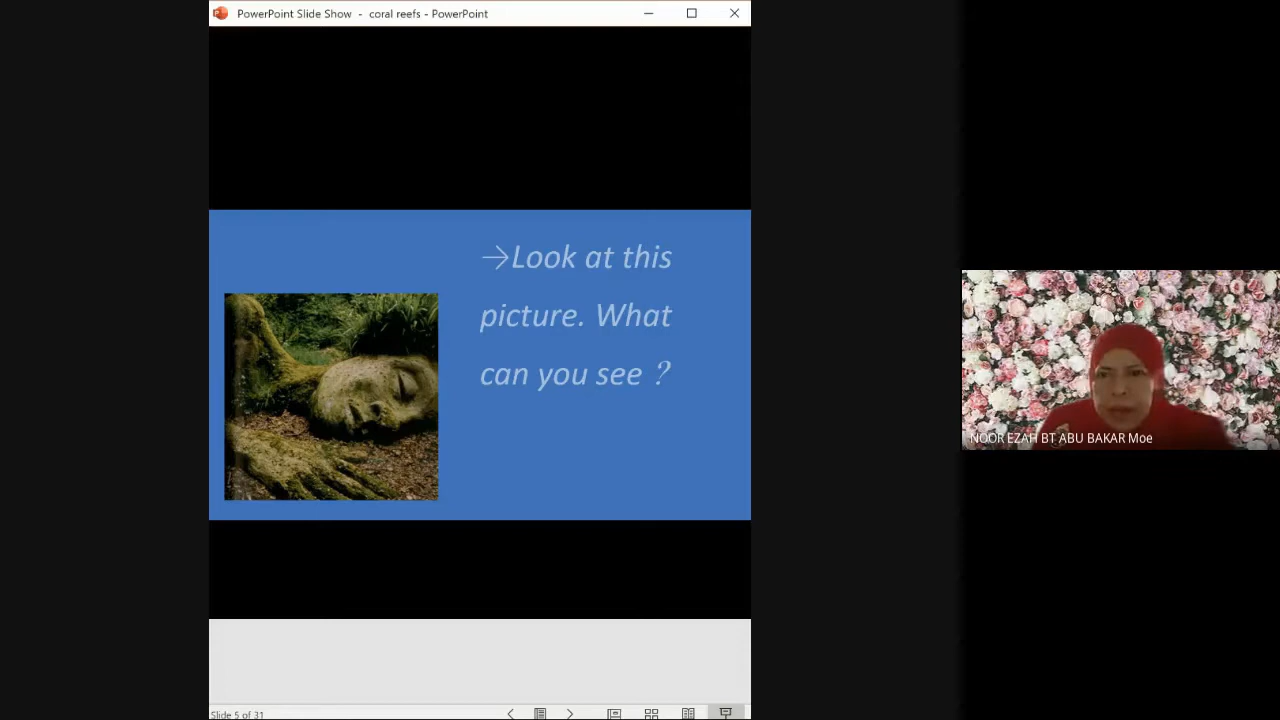 PowerPoint Slide Show - coral reefs - PowerPoint
→Look at this
picture. What
can you see ?
NOOR EZAH BT ABU BAKAR Moe
Slide 5 of 31